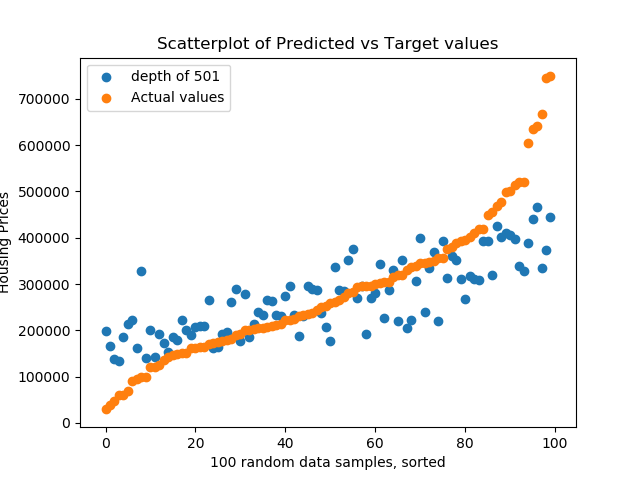 Scatterplot of Predicted vs Target values
depth of 501
Actual values
700000
600000
500000
400000
300000
200000
100000
0
Housing Prices
0 20 40 60 80 100
100 random data samples, sorted